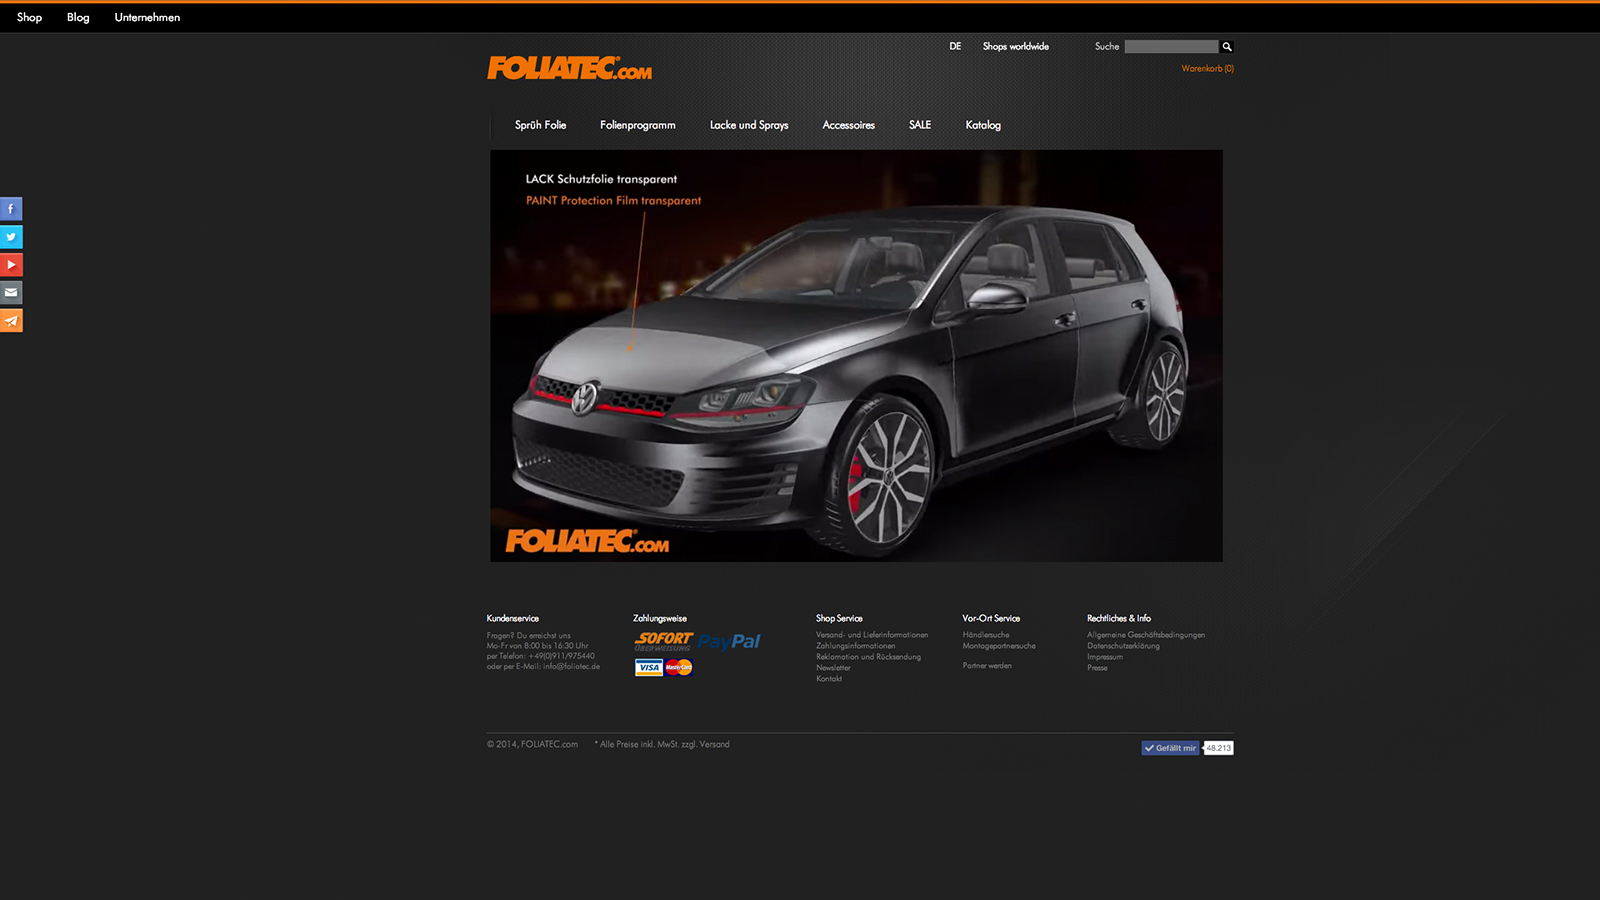 Shop Blog Unternehmen
DE Shops worldwide Suche
FOLIATEC.COM
Warenkorb (0)
Sprüh Folie Folienprogramm Lacke und Sprays Accessoires SALE Katalog
LACK Schutzfolie transparent
PAINT Protection Film transparent
FOLIATEC.COM
Kundenservice
Fragen? Du erreichst uns
Mo-Fr von 8:00 bis 16:30 Uhr
per Telefon: +49(0)911/975440
oder per E-Mail: info@foliatec.de
Zahlungsweise
SOFORT
ÜBERWEISUNG
PayPal
VISA MasterCard
Shop Service
Versand- und Lieferinformationen
Zahlungsinformationen
Reklamation und Rücksendung
Newsletter
Kontakt
Vor-Ort Service
Händlersuche
Montagepartnersuche
Partner werden
Rechtliches & Info
Allgemeine Geschäftsbedingungen
Datenschutzerklärung
Impressum
Presse
© 2014, FOLIATEC.com * Alle Preise inkl. MwSt. zzgl. Versand
Gefällt mir 48.213